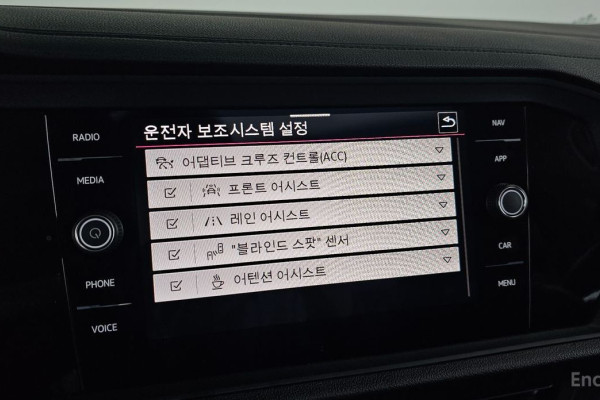 RADIO
MEDIA
PHONE
VOICE
운전자 보조시스템 설정
어댑티브 크루즈 컨트롤(ACC)
프론트 어시스트
레인 어시스트
"블라인드 스팟" 센서
어텐션 어시스트
NAV
APP
CAR
MENU
Enc